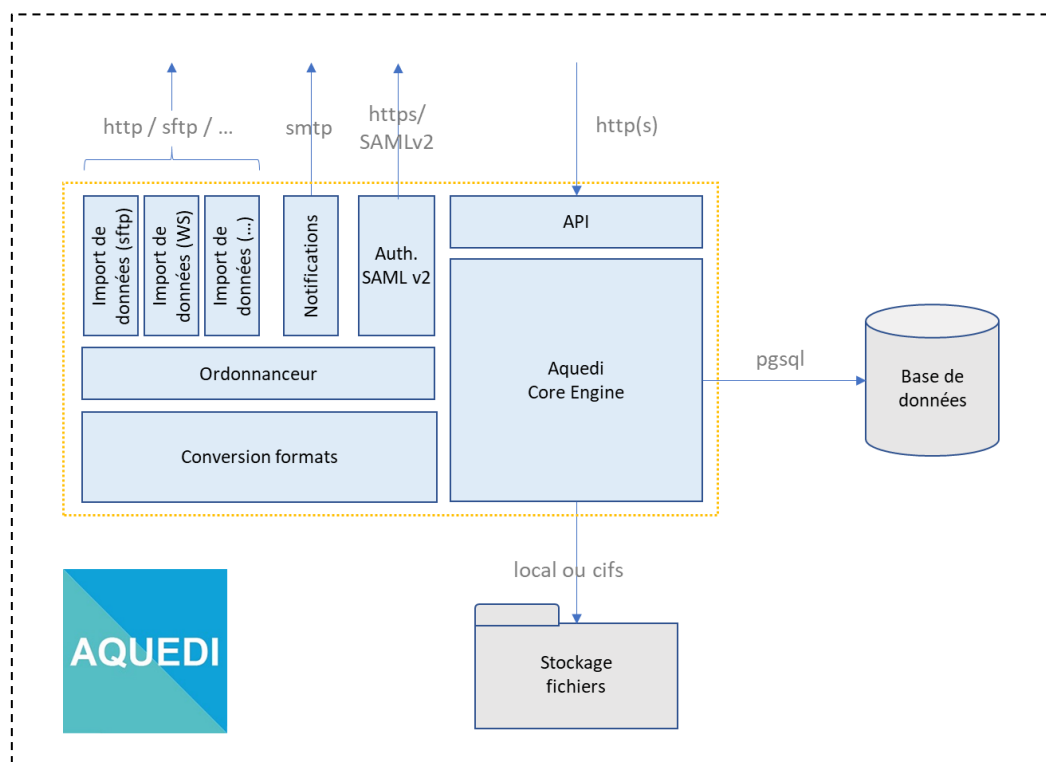 http / sftp / ...
smtp
https/
SAMLv2
http(s)
Import de
données (sftp)
Import de
données (WS)
Import de
données (...)
Notifications
Auth.
SAML v2
API
Ordonnanceur
Aquedi
Core Engine
pgsql
Base de
données
Conversion formats
local ou cifs
AQUEDI
Stockage
fichiers